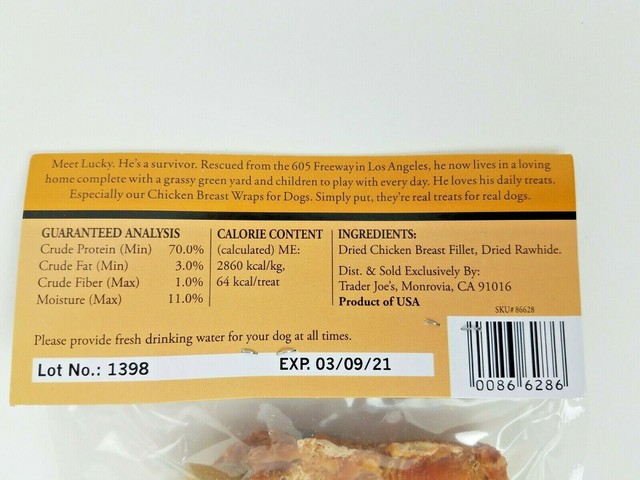 Meet Lucky. He's a survivor. Rescued from the 605 Freeway in Los Angeles, he now lives in a loving
home complete with a grassy green yard and children to play with every day. He loves his daily treats.
Especially our Chicken Breast Wraps for Dogs. Simply put, they're real treats for real dogs.
GUARANTEED ANALYSIS
Crude Protein (Min) 70.0%
Crude Fat (Min) 3.0%
Crude Fiber (Max) 1.0%
Moisture (Max) 11.0%
CALORIE CONTENT
(calculated) ME:
2860 kcal/kg,
64 kcal/treat
INGREDIENTS:
Dried Chicken Breast Fillet, Dried Rawhide.
Dist. & Sold Exclusively By:
Trader Joe's, Monrovia, CA 91016
Product of USA
SKU# 86628
Please provide fresh drinking water for your dog at all times.
Lot No.: 1398 EXP. 03/09/21
0086 6286